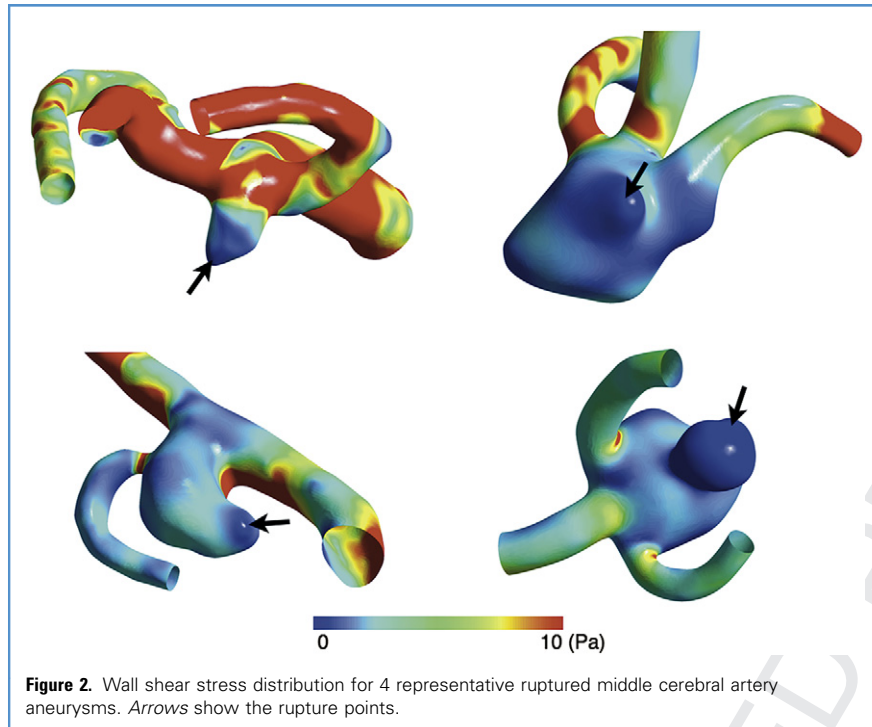 0 10 (Pa)
Figure 2. Wall shear stress distribution for 4 representative ruptured middle cerebral artery
aneurysms. Arrows show the rupture points.